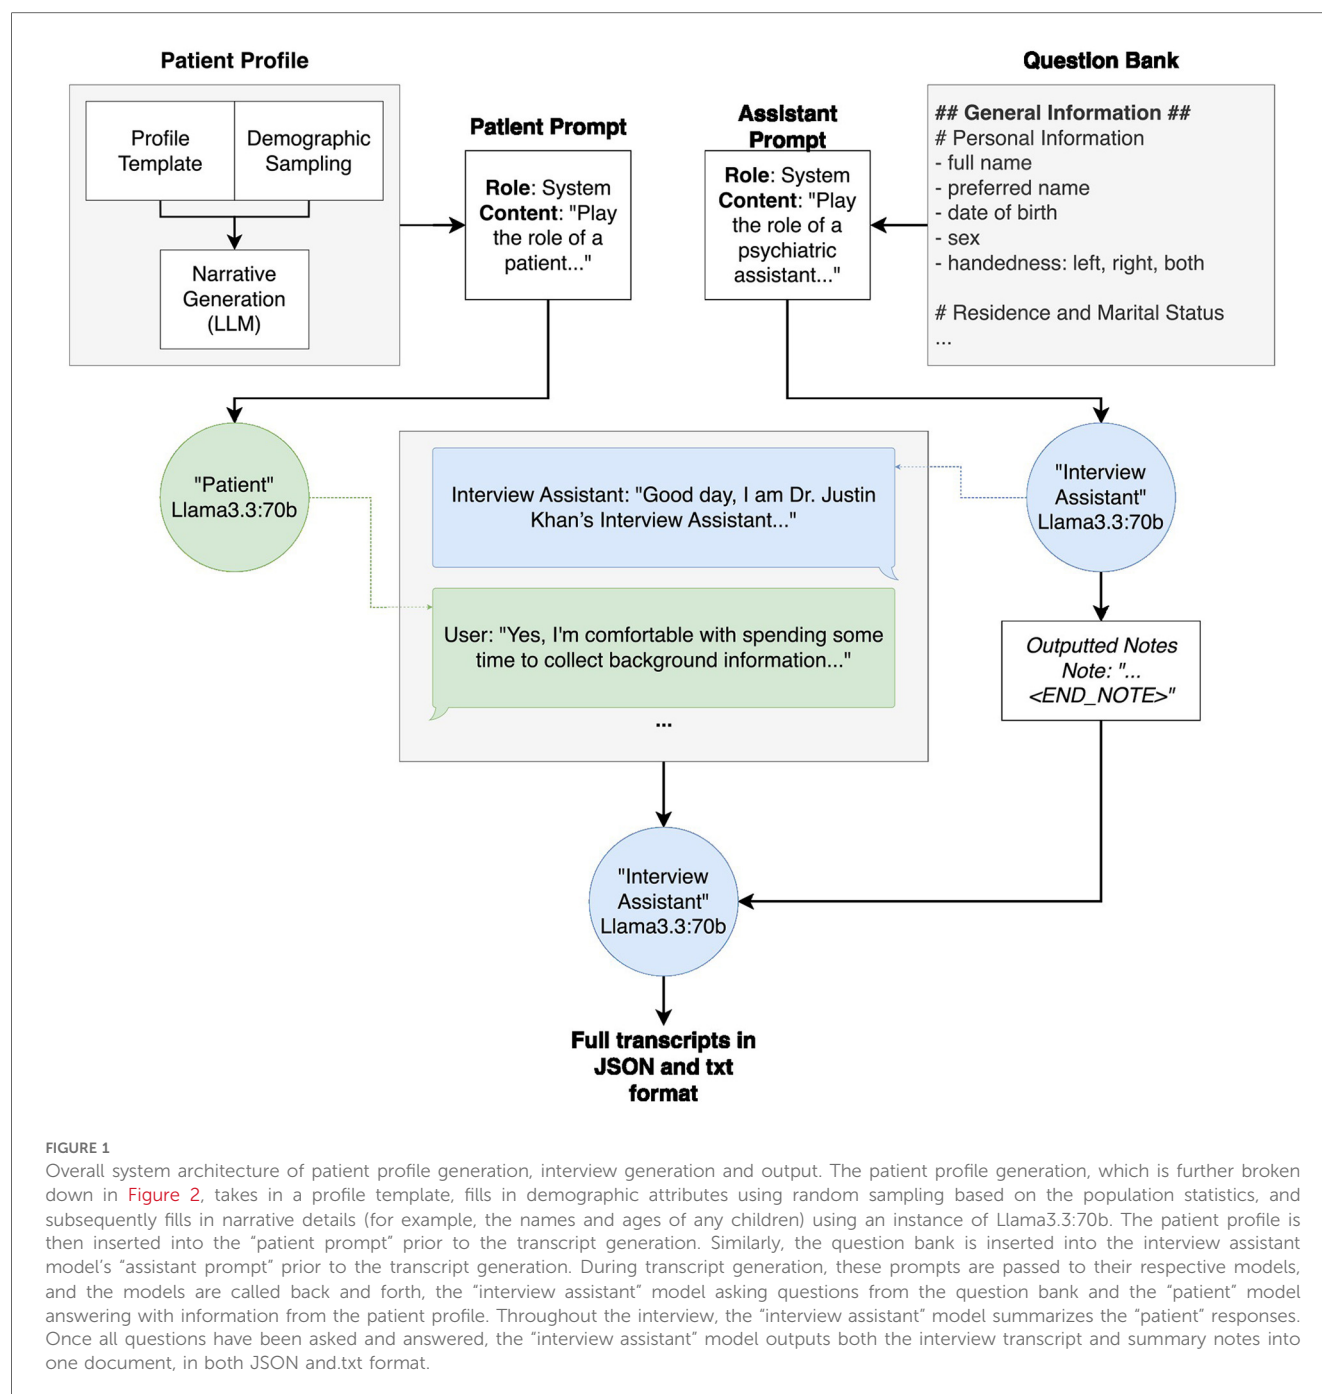 Patient Profile
Profile
Template
Demographic
Sampling
Narrative
Generation
(LLM)
Patient Prompt
Role: System
Content: "Play
the role of a
patient..."
Assistant
Prompt
Role: System
Content: "Play
the role of a
psychiatric
assistant..."
Question Bank
## General Information ##
# Personal Information
- full name
- preferred name
- date of birth
- sex
- handedness: left, right, both
# Residence and Marital Status
...
"Patient"
Llama3.3:70b
Interview Assistant: "Good day, I am Dr. Justin
Khan's Interview Assistant..."
User: "Yes, I'm comfortable with spending some
time to collect background information..."
...
"Interview
Assistant"
Llama3.3:70b
Outputted Notes
Note: "...
<END_NOTE>"
"Interview
Assistant"
Llama3.3:70b
Full transcripts in
JSON and txt
format
FIGURE 1
Overall system architecture of patient profile generation, interview generation and output. The patient profile generation, which is further broken
down in Figure 2, takes in a profile template, fills in demographic attributes using random sampling based on the population statistics, and
subsequently fills in narrative details (for example, the names and ages of any children) using an instance of Llama3.3:70b. The patient profile is
then inserted into the “patient prompt” prior to the transcript generation. Similarly, the question bank is inserted into the interview assistant
model’s “assistant prompt” prior to the transcript generation. During transcript generation, these prompts are passed to their respective models,
and the models are called back and forth, the “interview assistant” model asking questions from the question bank and the “patient” model
answering with information from the patient profile. Throughout the interview, the “interview assistant” model summarizes the “patient” responses.
Once all questions have been asked and answered, the “interview assistant” model outputs both the interview transcript and summary notes into
one document, in both JSON and.txt format.